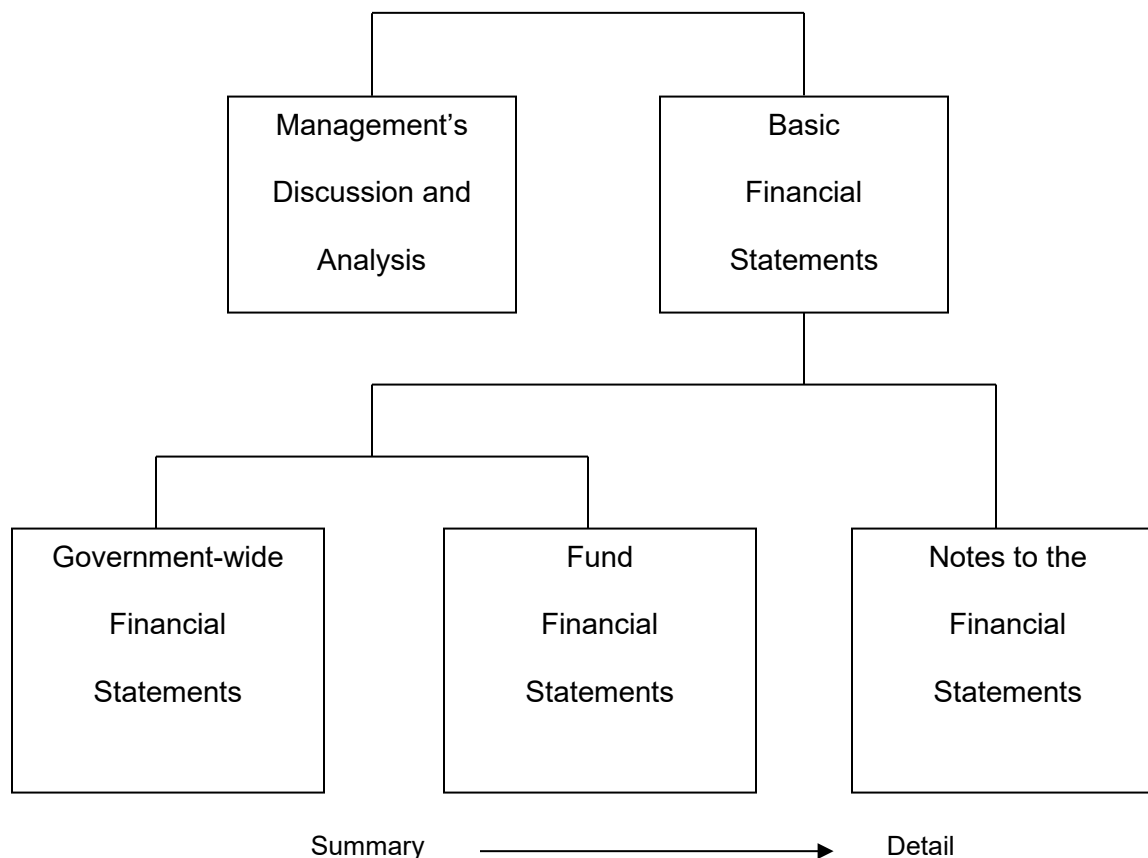 Management’s
Discussion and
Analysis
Basic
Financial
Statements
Government-wide
Financial
Statements
Fund
Financial
Statements
Notes to the
Financial
Statements
Summary
Detail